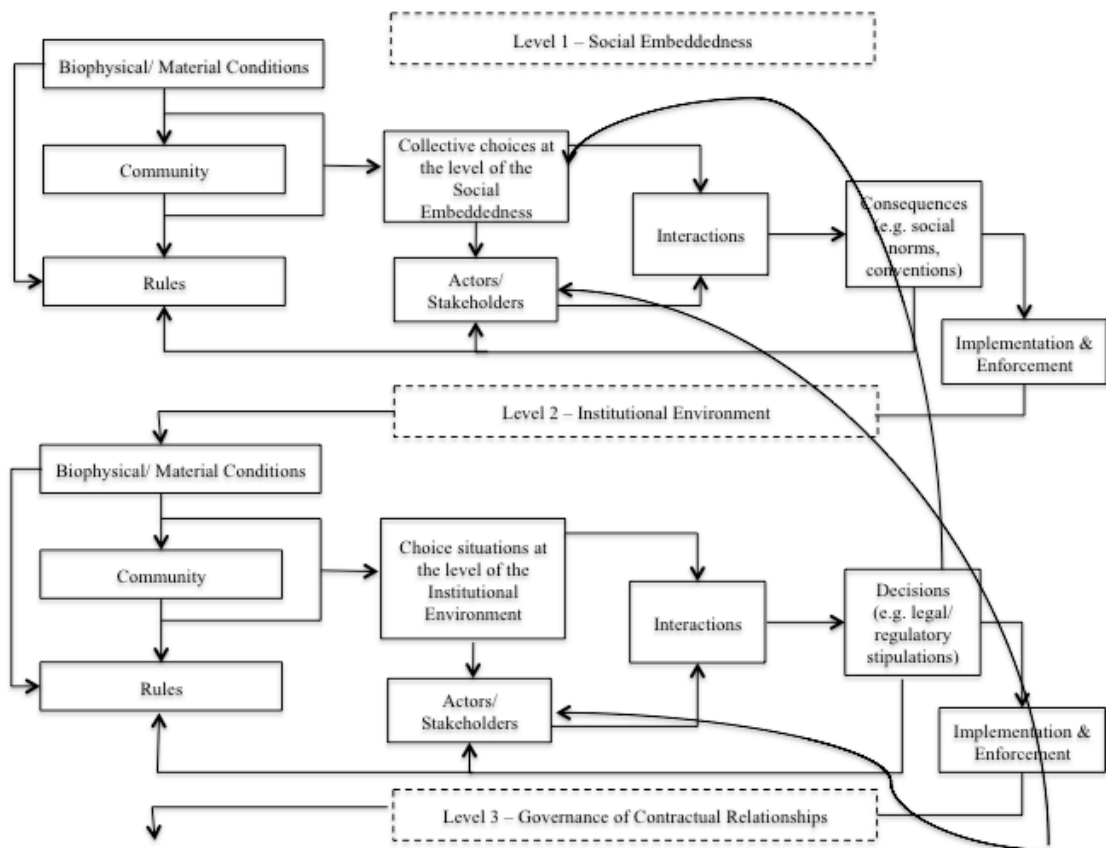 Level 1 – Social Embeddedness
Biophysical/ Material Conditions
Community
Rules
Collective choices at
the level of the
Social
Embeddedness
Actors/
Stakeholders
Interactions
Consequences
(e.g. social
norms,
conventions)
Implementation &
Enforcement
Level 2 – Institutional Environment
Biophysical/ Material Conditions
Community
Rules
Choice situations at
the level of the
Institutional
Environment
Actors/
Stakeholders
Interactions
Decisions
(e.g. legal/
regulatory
stipulations)
Implementation &
Enforcement
Level 3 – Governance of Contractual Relationships